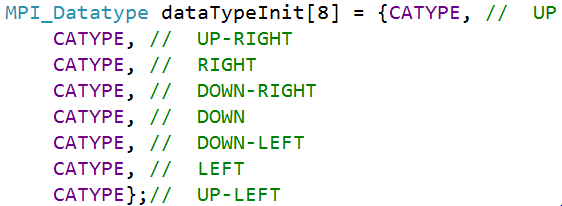 MPI_Datatype dataTypeInit[8] = {CATYPE, //  UP
    CATYPE, //  UP-RIGHT
    CATYPE, //  RIGHT
    CATYPE, //  DOWN-RIGHT
    CATYPE, //  DOWN
    CATYPE, //  DOWN-LEFT
    CATYPE, //  LEFT
    CATYPE};//  UP-LEFT